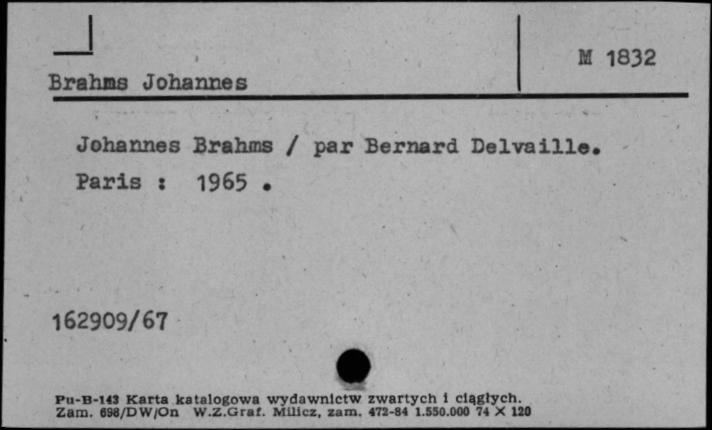 M 1832
Brahms Johannes
Johannes Brahms / par Bernard Delvaille.
Paris : 1965 .
162909/67
Pu-B-143 Karta katalogowa wydawnictw zwartych i ciągłych.
Zam. 698/DW/On W.Z.Graf. Milicz, zam. 472-84 1.550.000 74 X 120